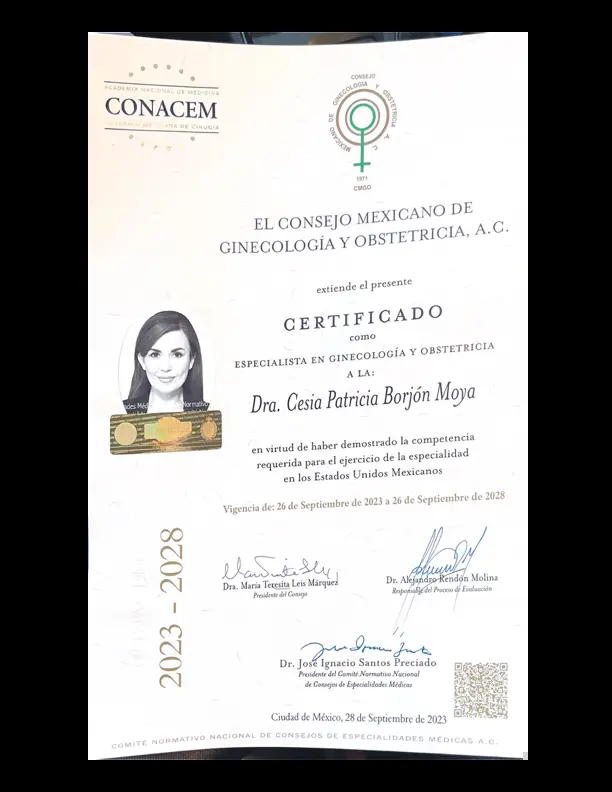 ACADEMIA NACIONAL DE MEDICINA
CONACEM
ACADEMIA MEXICANA DE CIRUGÍA
CONSEJO
MEXICANO DE GINECOLOGÍA Y OBSTETRICIA A.C.
1971
CMGO
EL CONSEJO MEXICANO DE
GINECOLOGÍA Y OBSTETRICIA, A.C.
extiende el presente
CERTIFICADO
como
ESPECIALISTA EN GINECOLOGÍA Y OBSTETRICIA
A LA:
Dra. Cesia Patricia Borjón Moya
en virtud de haber demostrado la competencia
requerida para el ejercicio de la especialidad
en los Estados Unidos Mexicanos
Vigencia de: 26 de Septiembre de 2023 a 26 de Septiembre de 2028
2023 - 2028
Dra. María Teresita Leis Márquez
Presidente del Consejo
Dr. Alejandro Rendón Molina
Responsable del Proceso de Evaluación
Dr. José Ignacio Santos Preciado
Presidente del Comité Normativo Nacional
de Consejos de Especialidades Médicas
Ciudad de México, 28 de Septiembre de 2023
COMITÉ NORMATIVO NACIONAL DE CONSEJOS DE ESPECIALIDADES MÉDICAS A.C.